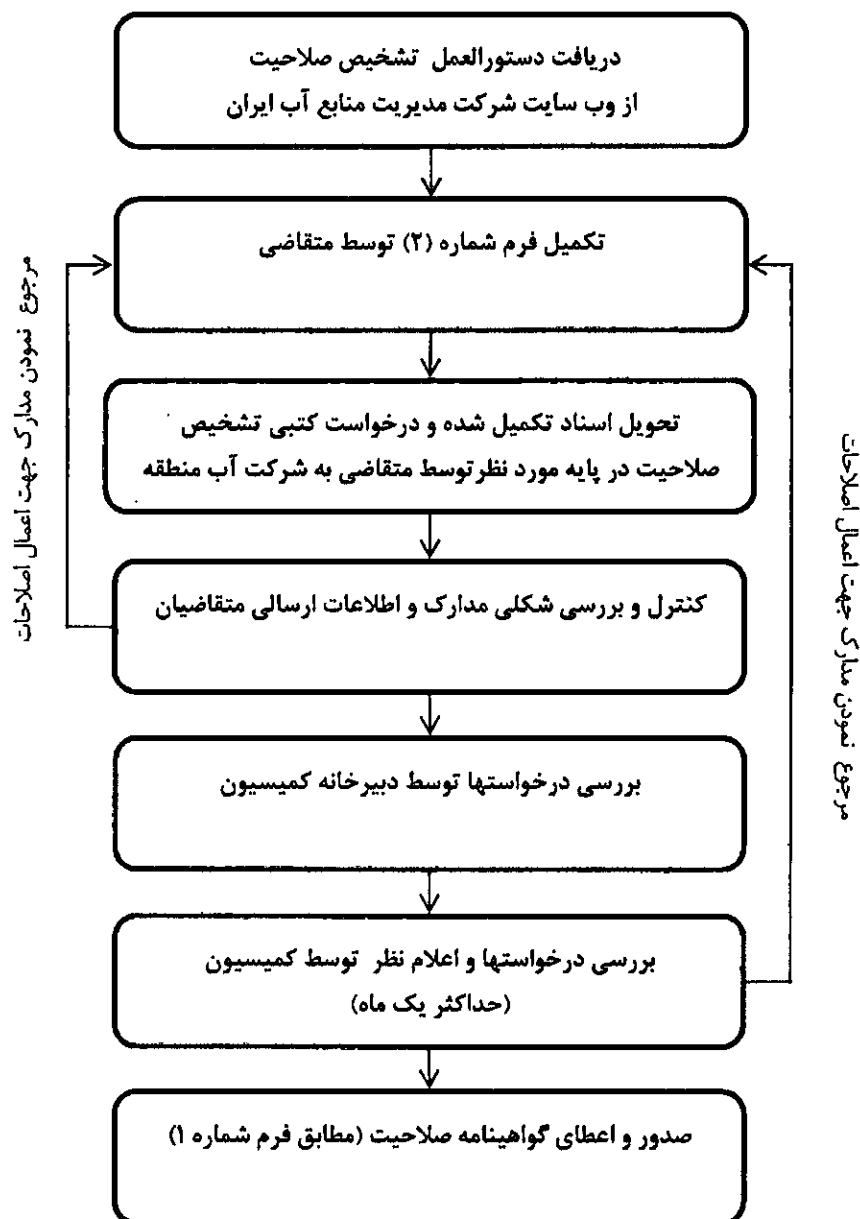 دریافت دستورالعمل تشخیص صلاحیت
از وب سایت شرکت مدیریت منابع آب ایران
تکمیل فرم شماره (۲) توسط متقاضی
تحویل اسناد تکمیل شده و درخواست کتبی تشخیص
صلاحیت در پایه مورد نظر توسط متقاضی به شرکت آب منطقه
کنترل و بررسی شکلی مدارک و اطلاعات ارسالی متقاضیان
بررسی درخواستها توسط دبیرخانه کمیسیون
بررسی درخواستها و اعلام نظر توسط کمیسیون
(حداکثر یک ماه)
صدور و اعطای گواهینامه صلاحیت (مطابق فرم شماره ۱)
مرجوع نمودن مدارک جهت اعمال اصلاحات
مرجوع نمودن مدارک جهت اعمال اصلاحات